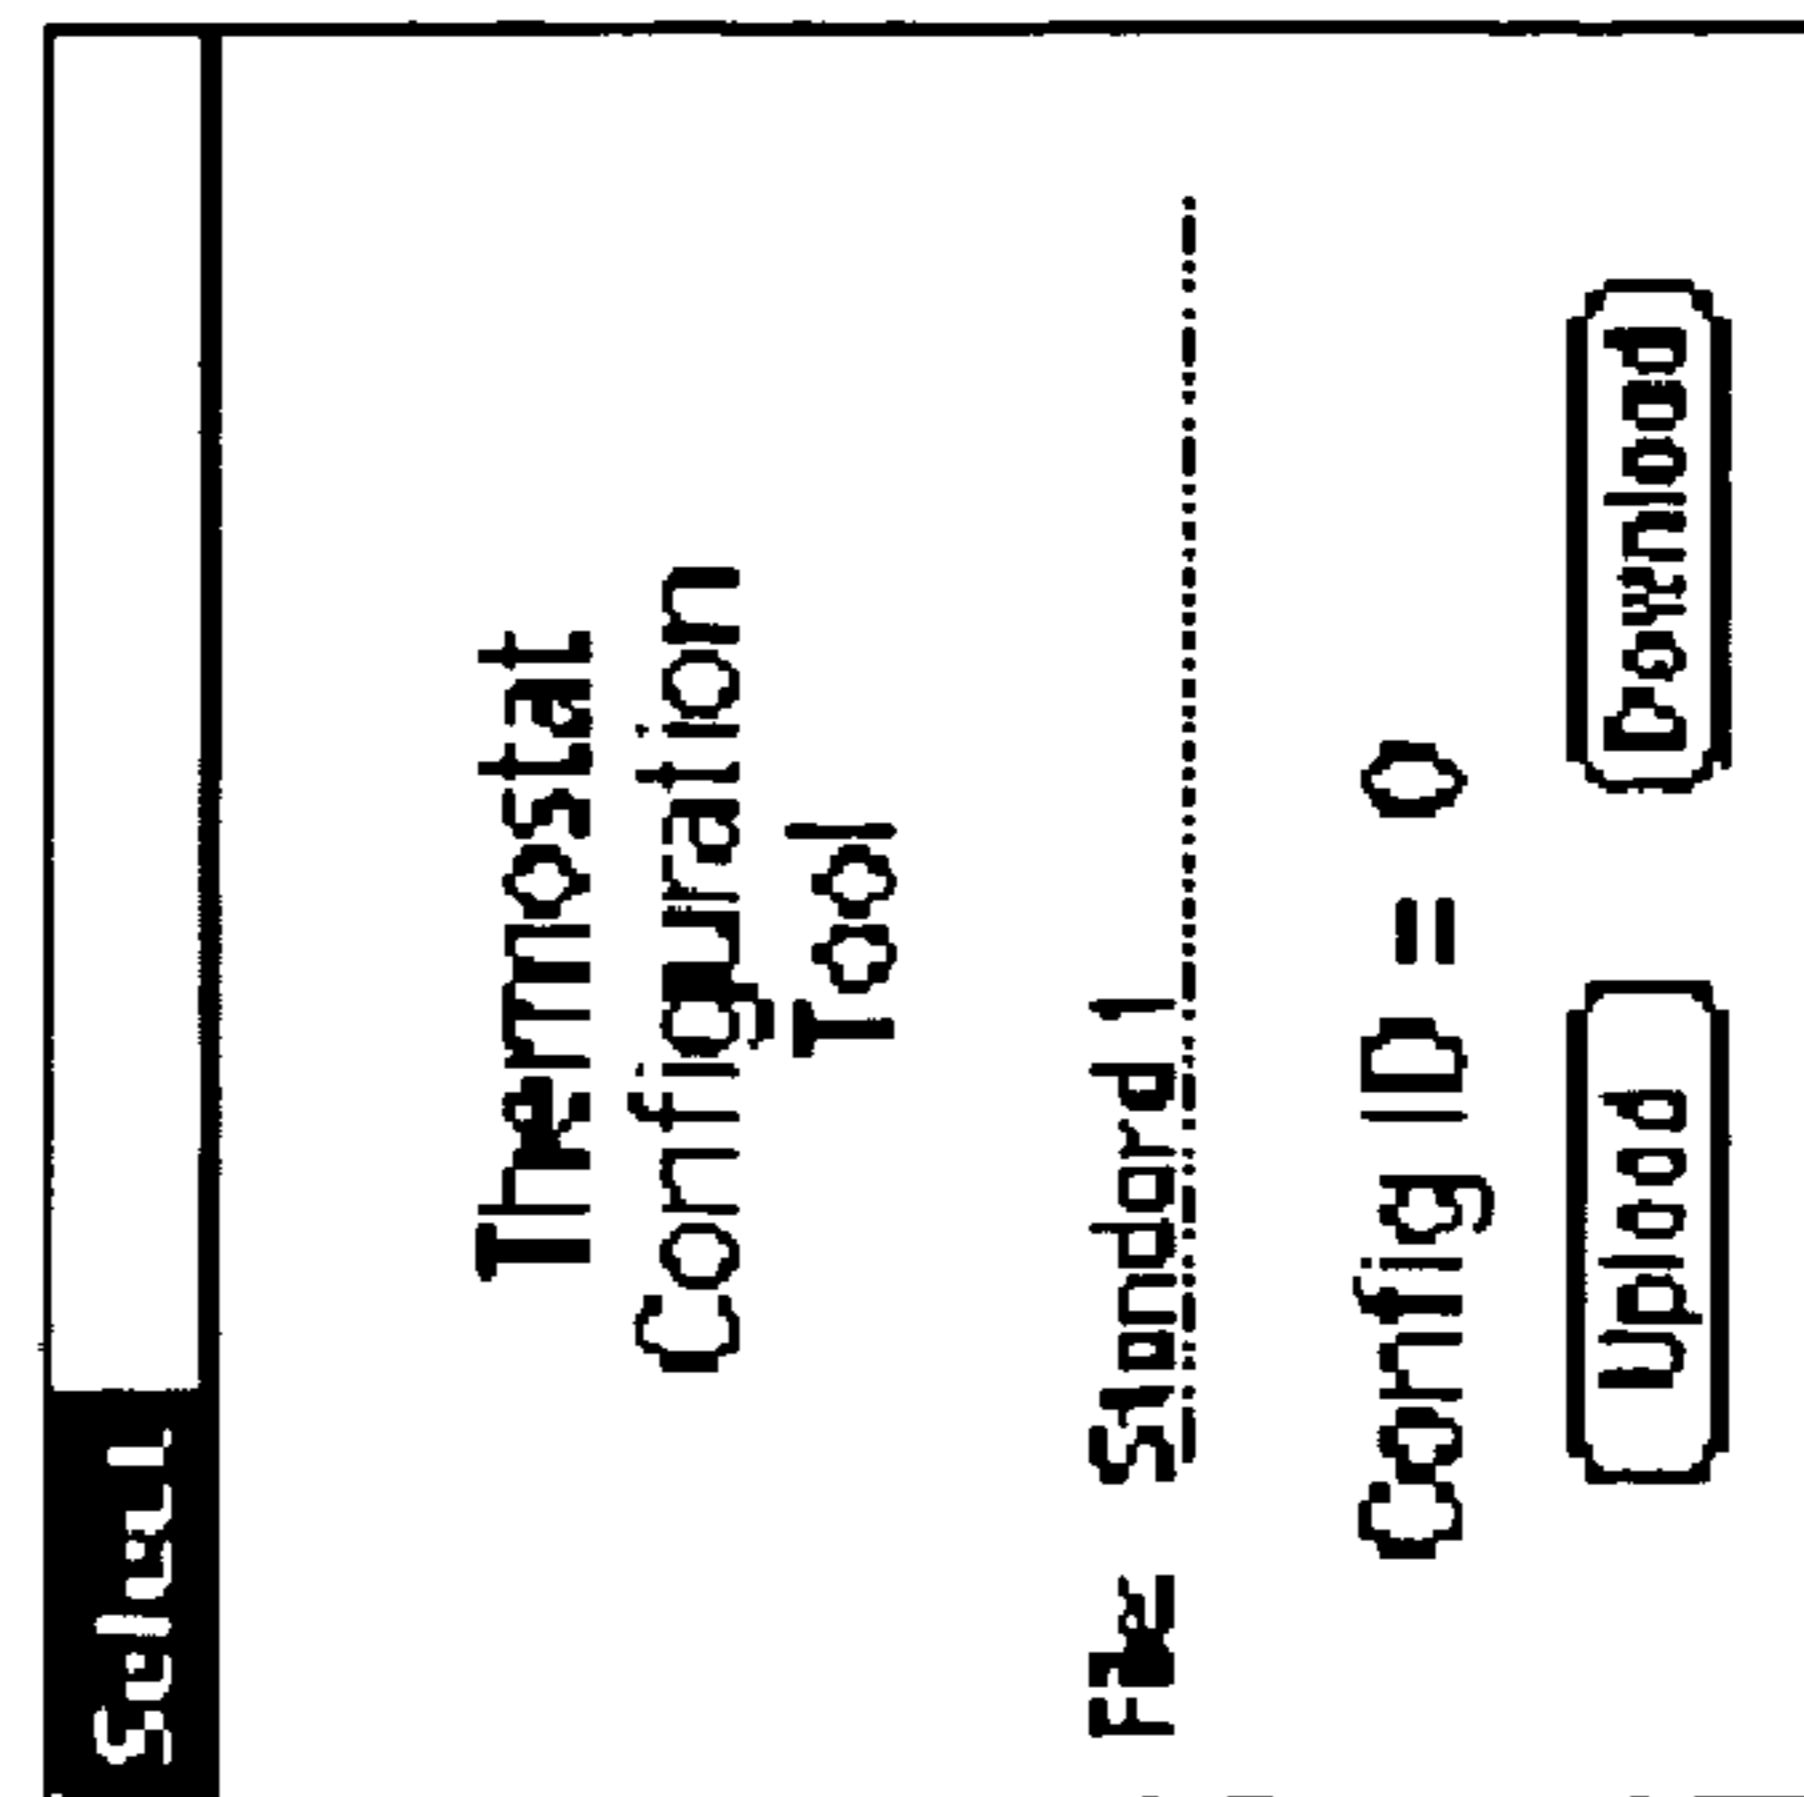 Select
Thermostat
Configuration
Tool
File Standard 1
Config ID = 0
Upload Download